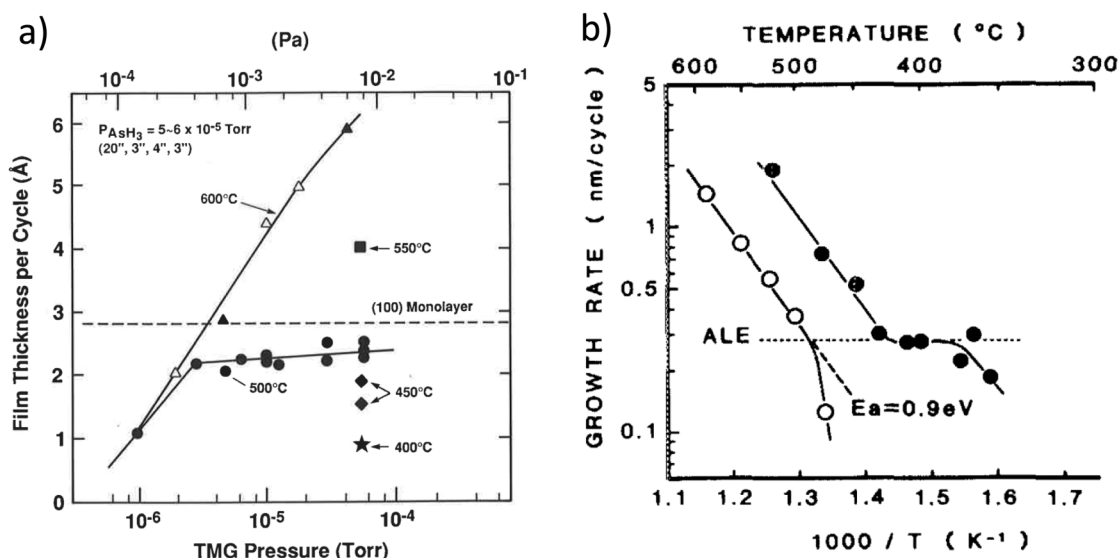 a)
(Pa)
10⁻⁴ 10⁻³ 10⁻² 10⁻¹
Film Thickness per Cycle (Å)
6
5
4
3
2
1
0
PAsH₃ = 5~6 x 10⁻⁵ Torr
(20", 3", 4", 3")
600°C
550°C
(100) Monolayer
500°C
450°C
400°C
10⁻⁶ 10⁻⁵ 10⁻⁴ 10⁻³
TMG Pressure (Torr)
b)
TEMPERATURE ( °C)
600 500 400 300
GROWTH RATE ( nm/cycle)
5
1
0.5
0.1
ALE
Ea=0.9eV
1.1 1.2 1.3 1.4 1.5 1.6 1.7
1000 / T ( K⁻¹ )